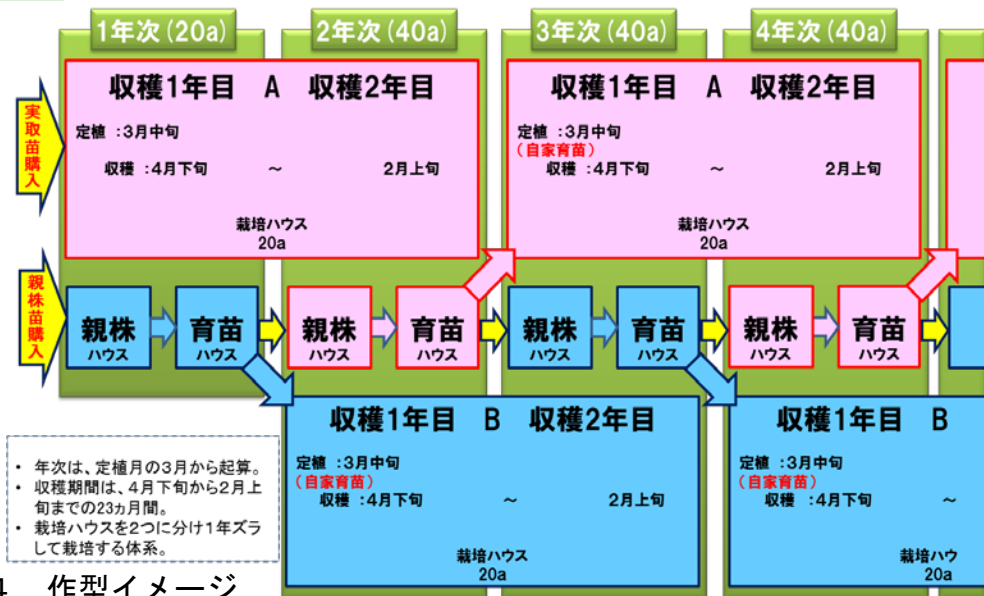 1年次(20a)
2年次(40a)
3年次(40a)
4年次(40a)
実取苗購入
収穫1年目 A 収穫2年目
定植 :3月中旬
収穫 :4月下旬 ～ 2月上旬
栽培ハウス
20a
収穫1年目 A 収穫2年目
定植 :3月中旬
(自家育苗)
収穫 :4月下旬 ～ 2月上旬
栽培ハウス
20a
親株苗購入
親株
ハウス
育苗
ハウス
親株
ハウス
育苗
ハウス
親株
ハウス
育苗
ハウス
親株
ハウス
育苗
ハウス
収穫1年目 B 収穫2年目
定植 :3月中旬
(自家育苗)
収穫 :4月下旬 ～ 2月上旬
栽培ハウス
20a
収穫1年目 B
定植 :3月中旬
(自家育苗)
収穫 :4月下旬 ～
栽培ハウ
20a
・ 年次は、定植月の3月から起算。
・ 収穫期間は、4月下旬から2月上
旬までの23ヵ月間。
・ 栽培ハウスを2つに分け1年ズラ
して栽培する体系。
4 作型イメージ